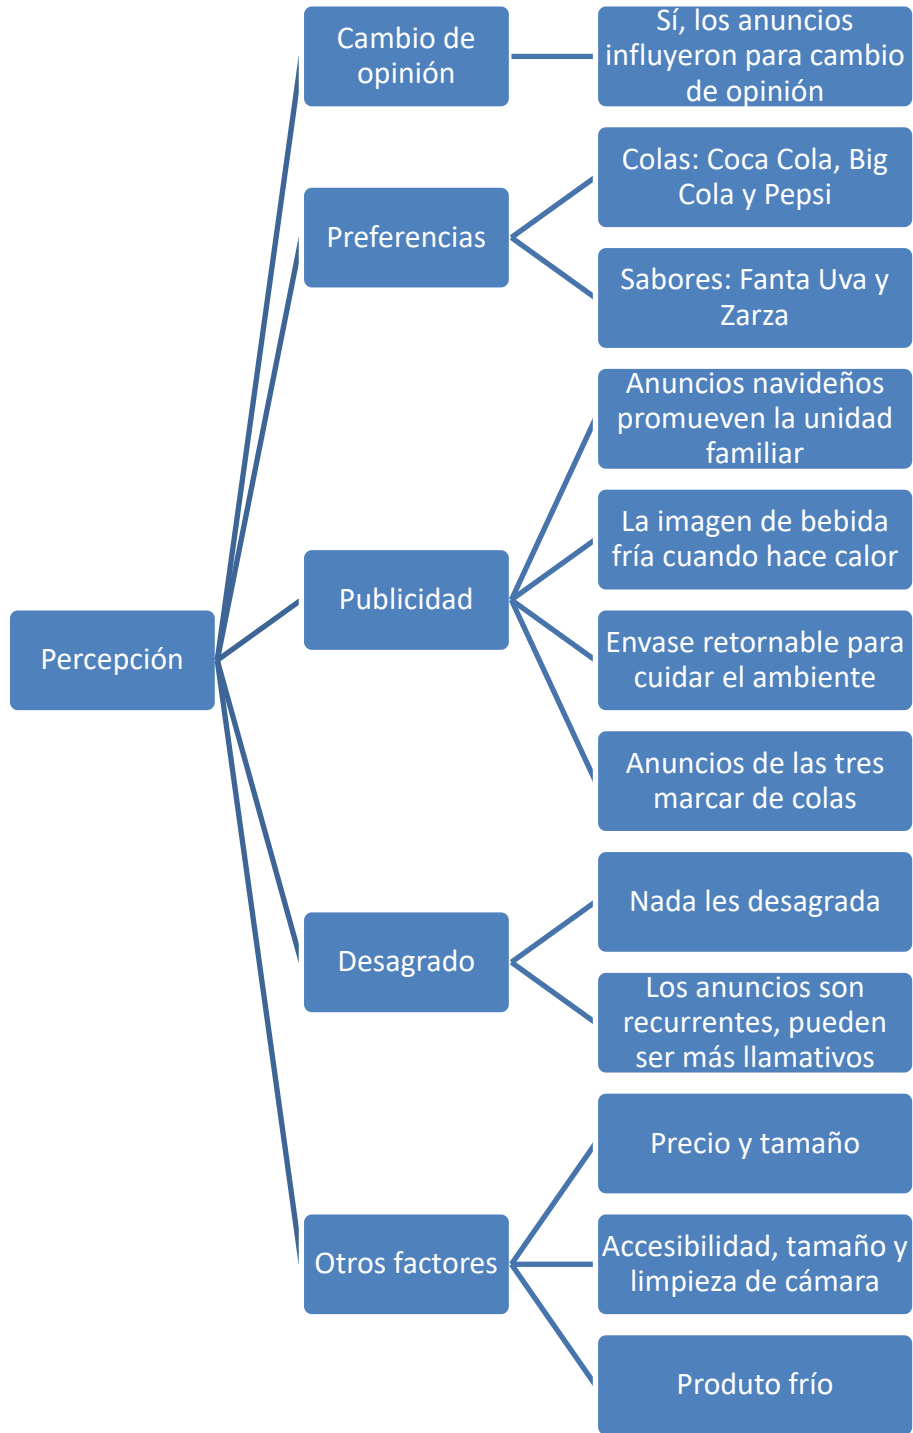 Percepción
Cambio de
opinión
Sí, los anuncios
influyeron para cambio
de opinión
Preferencias
Colas: Coca Cola, Big
Cola y Pepsi
Sabores: Fanta Uva y
Zarza
Publicidad
Anuncios navideños
promueven la unidad
familiar
La imagen de bebida
fría cuando hace calor
Envase retornable para
cuidar el ambiente
Anuncios de las tres
marcar de colas
Desagrado
Nada les desagrada
Los anuncios son
recurrentes, pueden
ser más llamativos
Otros factores
Precio y tamaño
Accesibilidad, tamaño y
limpieza de cámara
Produto frío